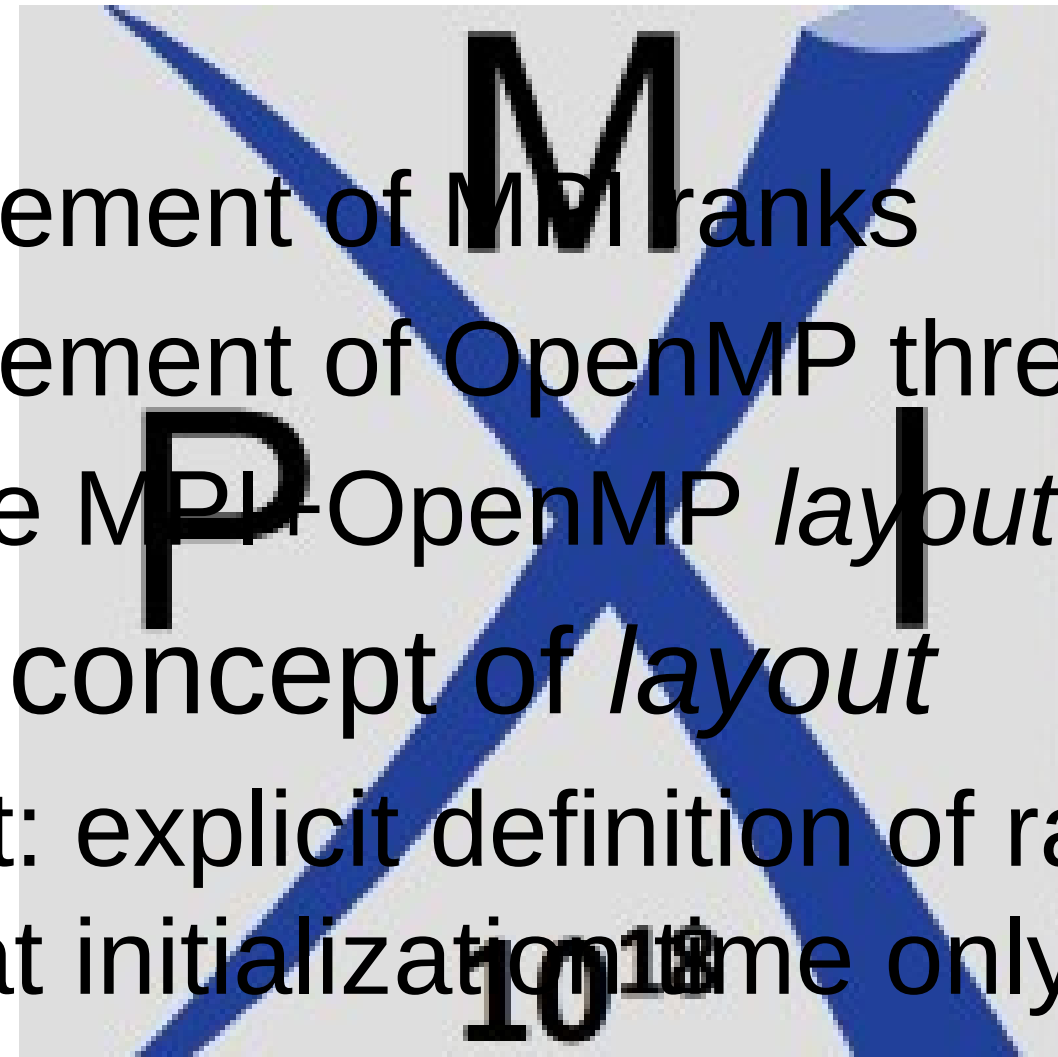 M
ement of MPI ranks
ement of OpenMP thre
P I
e MPI+OpenMP layout
concept of layout
t: explicit definition of ra
at initialization time only
10¹⁸